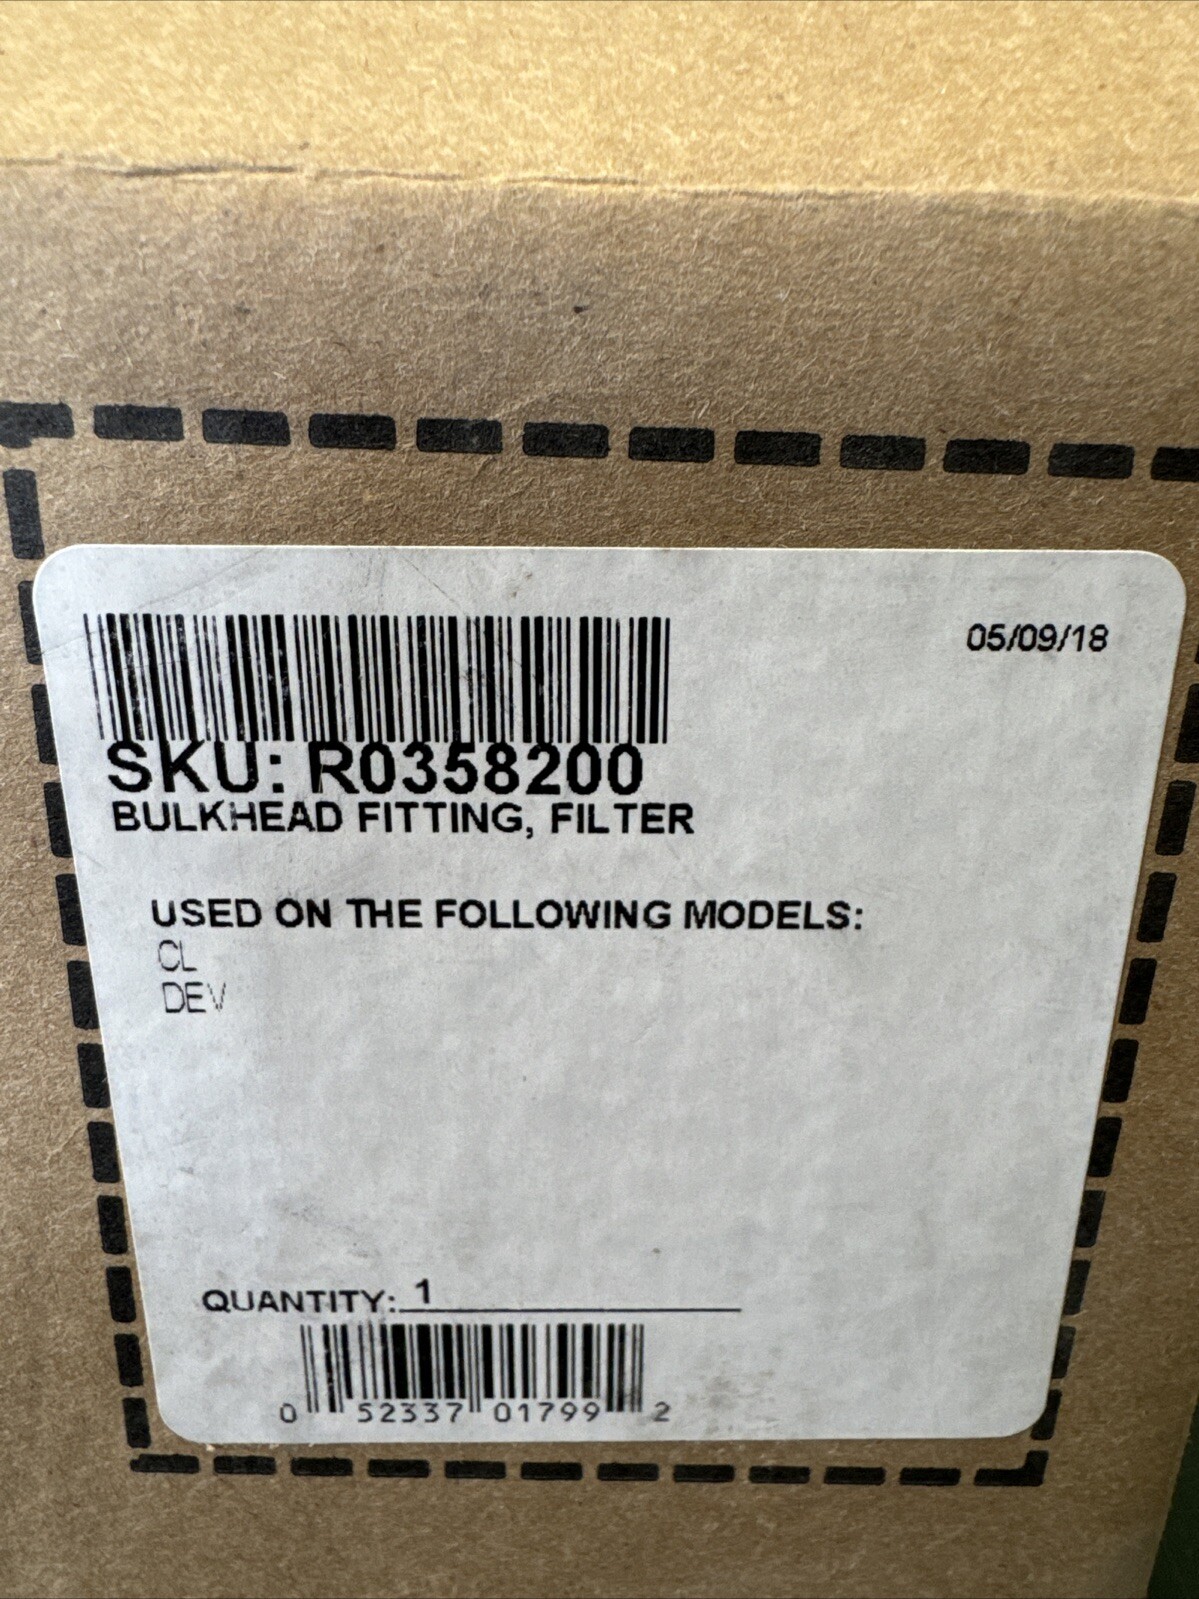 05/09/18
SKU: R0358200
BULKHEAD FITTING, FILTER
USED ON THE FOLLOWING MODELS:
CL
DEV
QUANTITY: 1
0 52337 01799 2